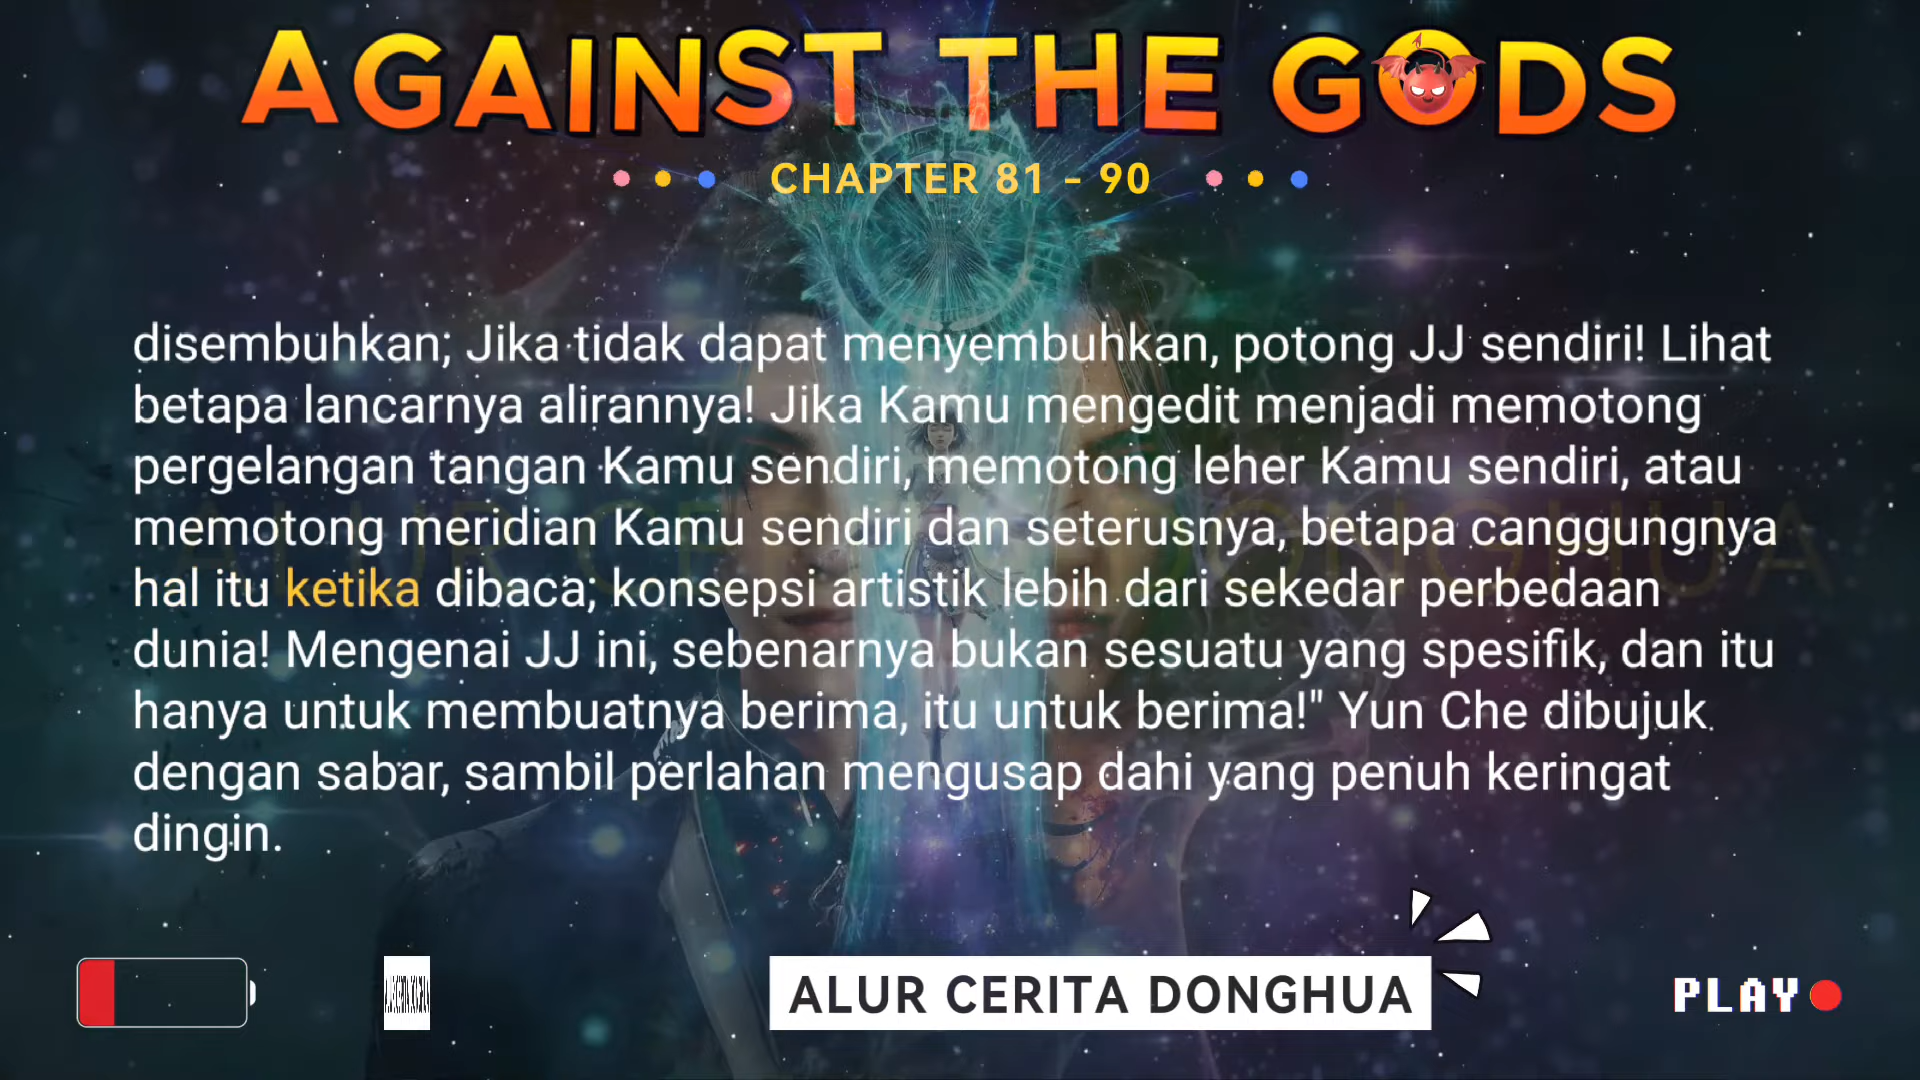 AGAINST THE GODS
CHAPTER 81 - 90
disembuhkan; Jika tidak dapat menyembuhkan, potong JJ sendiri! Lihat
betapa lancarnya alirannya! Jika Kamu mengedit menjadi memotong
pergelangan tangan Kamu sendiri, memotong leher Kamu sendiri, atau
memotong meridian Kamu sendiri dan seterusnya, betapa canggungnya
hal itu ketika dibaca; konsepsi artistik lebih dari sekedar perbedaan
dunia! Mengenai JJ ini, sebenarnya bukan sesuatu yang spesifik, dan itu
hanya untuk membuatnya berima, itu untuk berima!" Yun Che dibujuk
dengan sabar, sambil perlahan mengusap dahi yang penuh keringat
dingin.
ALUR CERITA DONGHUA
PLAY